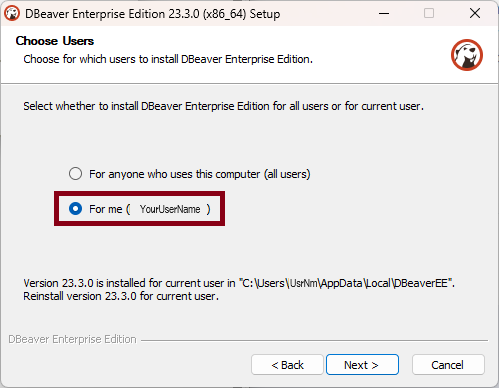 DBeaver Enterprise Edition 23.3.0 (x86_64) Setup
Choose Users
Choose for which users to install DBeaver Enterprise Edition.
Select whether to install DBeaver Enterprise Edition for all users or for current user.
For anyone who uses this computer (all users)
For me ( YourUserName )
Version 23.3.0 is installed for current user in "C:\Users\UsrNm\AppData\Local\DBeaverEE".
Reinstall version 23.3.0 for current user.
DBeaver Enterprise Edition
< Back Next > Cancel